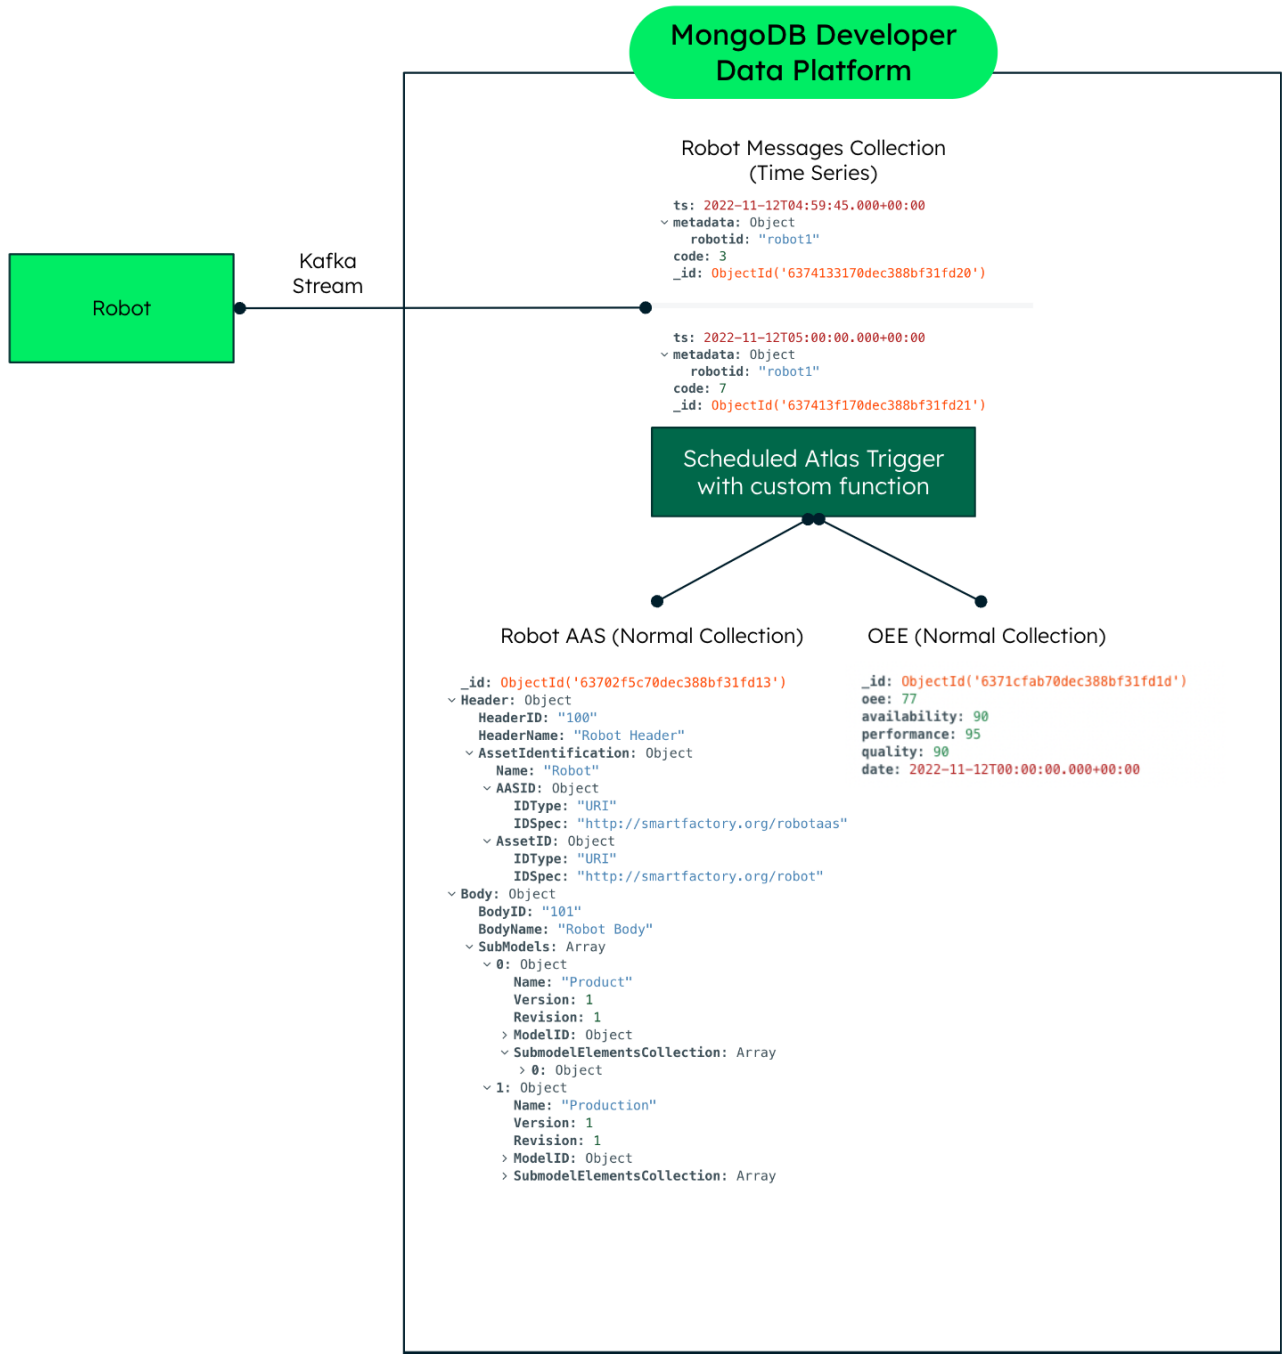 MongoDB Developer
Data Platform
Robot Messages Collection
(Time Series)
ts: 2022-11-12T04:59:45.000+00:00
metadata: Object
robotid: "robot1"
code: 3
_id: ObjectId('6374133170dec388bf31fd20')
Kafka
Stream
Robot
ts: 2022-11-12T05:00:00.000+00:00
metadata: Object
robotid: "robot1"
code: 7
_id: ObjectId('637413f170dec388bf31fd21')
Scheduled Atlas Trigger
with custom function
Robot AAS (Normal Collection)
_id: ObjectId('63702f5c70dec388bf31fd13')
Header: Object
HeaderID: "100"
HeaderName: "Robot Header"
AssetIdentification: Object
Name: "Robot"
AASID: Object
IDType: "URI"
IDSpec: "http://smartfactory.org/robotaas"
AssetID: Object
IDType: "URI"
IDSpec: "http://smartfactory.org/robot"
Body: Object
BodyID: "101"
BodyName: "Robot Body"
SubModels: Array
0: Object
Name: "Product"
Version: 1
Revision: 1
ModelID: Object
SubmodelElementsCollection: Array
0: Object
1: Object
Name: "Production"
Version: 1
Revision: 1
ModelID: Object
SubmodelElementsCollection: Array
OEE (Normal Collection)
_id: ObjectId('6371cfab70dec388bf31fd1d')
oee: 77
availability: 90
performance: 95
quality: 90
date: 2022-11-12T00:00:00.000+00:00